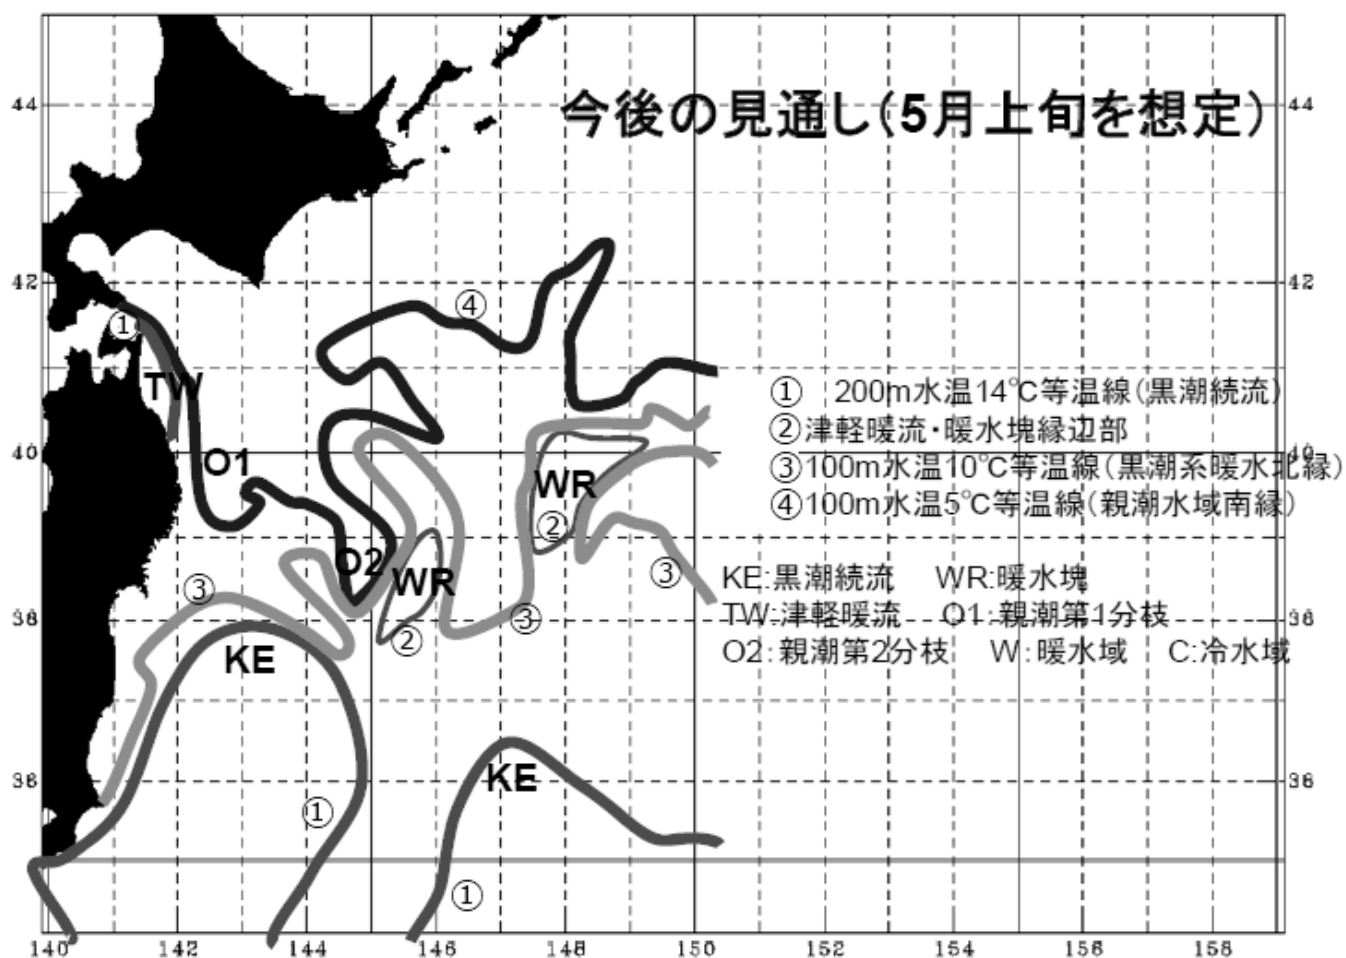 今後の見通し(5月上旬を想定)
44
44
42
42
④
①
TW
① 200m水温14℃等温線(黒潮続流)
②津軽暖流・暖水塊縁辺部
40
40
O1
WR
③100m水温10℃等温線(黒潮系暖水北縁)
②
④100m水温5℃等温線(親潮水域南縁)
O2
WR
③
③
KE:黒潮続流 WR:暖水塊
38
②
③
TW:津軽暖流 O1:親潮第1分枝
38
KE
O2:親潮第2分枝 W:暖水域 C:冷水域
36
KE
36
①
①
140 142 144 146 148 150 152 154 156 158